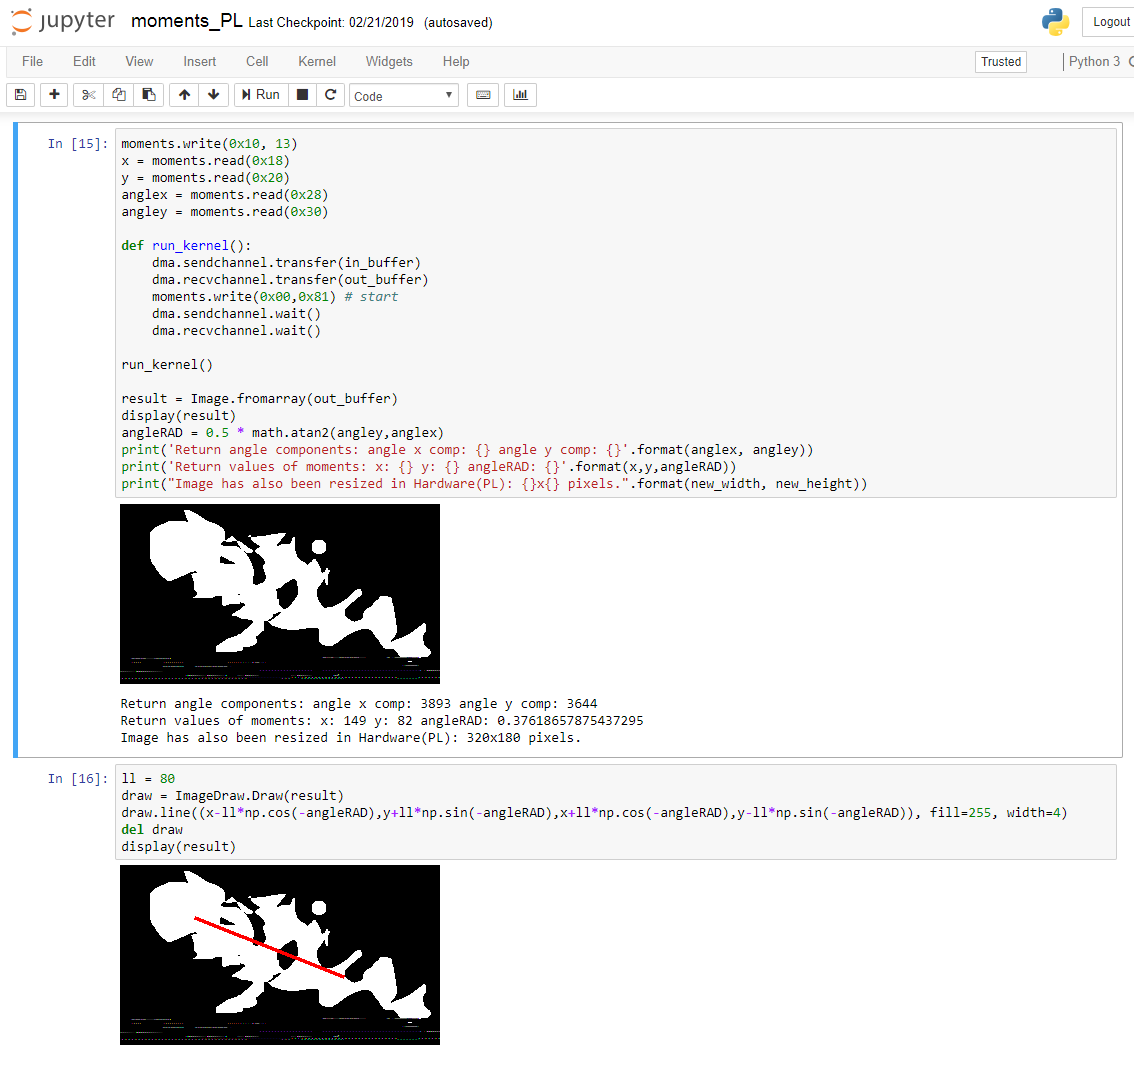 jupyter moments_PL Last Checkpoint: 02/21/2019 (autosaved)
Logout
File Edit View Insert Cell Kernel Widgets Help
Trusted
Python 3
Run
Code
In [15]:
moments.write(0x10, 13)
x = moments.read(0x18)
y = moments.read(0x20)
anglex = moments.read(0x28)
angley = moments.read(0x30)
def run_kernel():
    dma.sendchannel.transfer(in_buffer)
    dma.recvchannel.transfer(out_buffer)
    moments.write(0x00,0x81) # start
    dma.sendchannel.wait()
    dma.recvchannel.wait()
run_kernel()
result = Image.fromarray(out_buffer)
display(result)
angleRAD = 0.5 * math.atan2(angley,anglex)
print('Return angle components: angle x comp: {} angle y comp: {}'.format(anglex, angley))
print('Return values of moments: x: {} y: {} angleRAD: {}'.format(x,y,angleRAD))
print("Image has also been resized in Hardware(PL): {}x{} pixels.".format(new_width, new_height))
Return angle components: angle x comp: 3893 angle y comp: 3644
Return values of moments: x: 149 y: 82 angleRAD: 0.37618657875437295
Image has also been resized in Hardware(PL): 320x180 pixels.
In [16]:
ll = 80
draw = ImageDraw.Draw(result)
draw.line((x-ll*np.cos(-angleRAD),y+ll*np.sin(-angleRAD),x+ll*np.cos(-angleRAD),y-ll*np.sin(-angleRAD)), fill=255, width=4)
del draw
display(result)